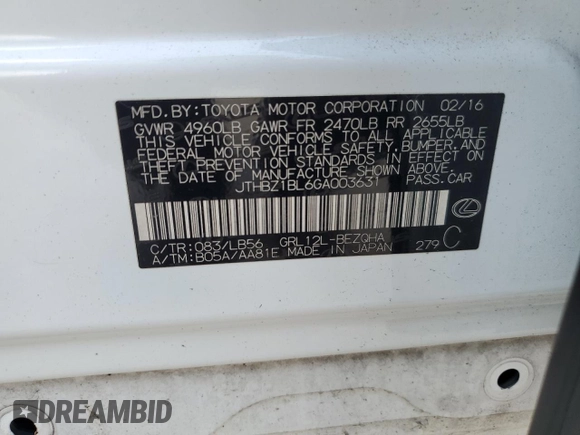 MFD.BY:TOYOTA MOTOR CORPORATION 02/16
GVWR 4960LB GAWR FR 2470LB RR 2655LB
THIS VEHICLE CONFORMS TO ALL APPLICABLE
FEDERAL MOTOR VEHICLE SAFETY, BUMPER, AND
THEFT PREVENTION STANDARDS IN EFFECT ON
THE DATE OF MANUFACTURE SHOWN ABOVE.
JTHBZ1BL6GA003631 PASS.CAR
C/TR:083/LB56 GRL12L-BEZQHA
A/TM:B05A/AA81E MADE IN JAPAN 279 C
DREAMBID